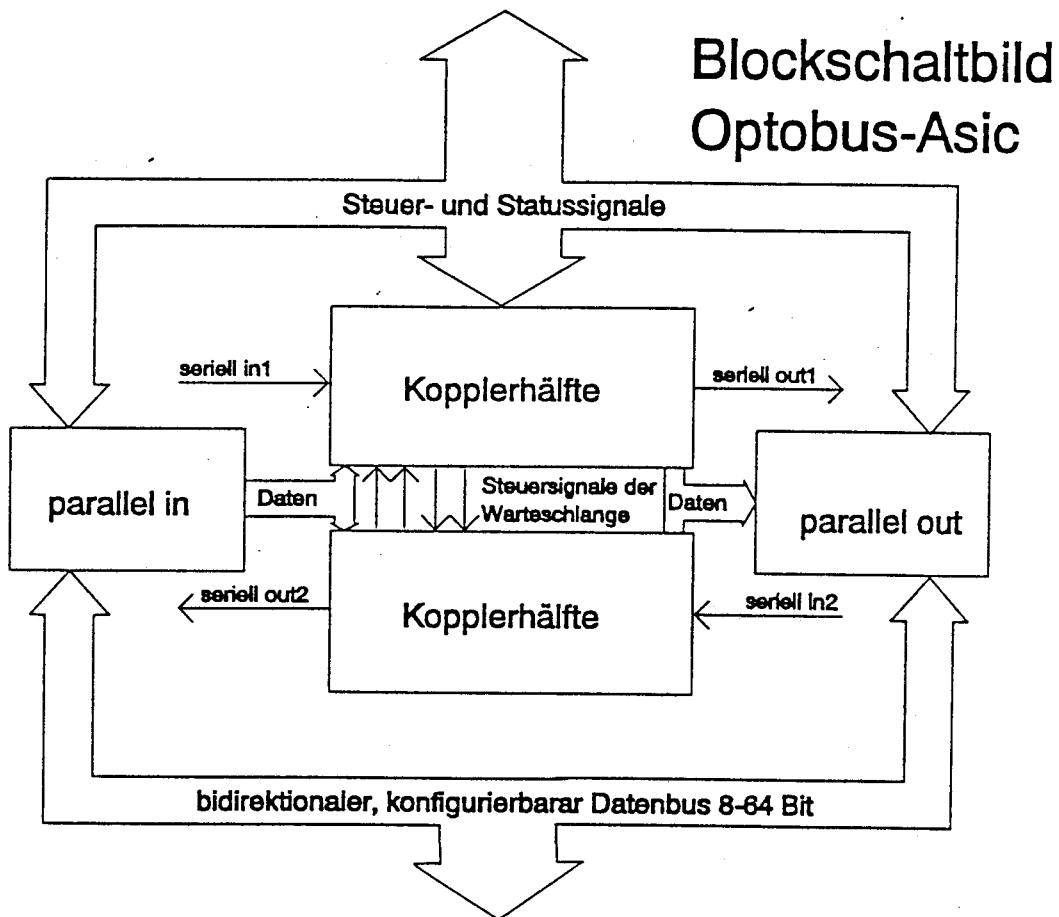 Blockschaltbild
Optobus-Asic
Steuer- und Statussignale
seriell in1
Kopplerhälfte
seriell out1
parallel in
Daten
Steuersignale der
Warteschlange
Daten
parallel out
seriell out2
Kopplerhälfte
seriell in2
bidirektionaler, konfigurierbarar Datenbus 8-64 Bit